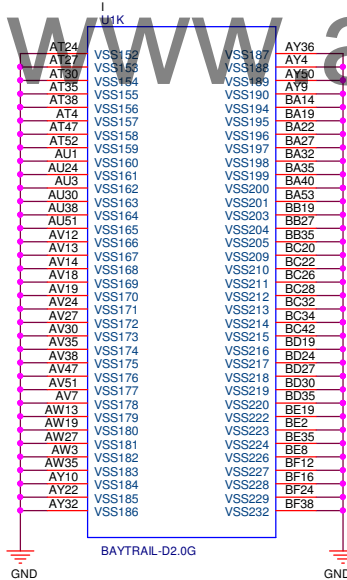 www.a
I
U1K
AT24 VSS152 VSS187 AY36
AT27 VSS153 VSS188 AY4
AT30 VSS154 VSS189 AY50
AT35 VSS155 VSS190 AY9
AT38 VSS156 VSS194 BA14
AT4 VSS157 VSS195 BA19
AT47 VSS158 VSS196 BA22
AT52 VSS159 VSS197 BA27
AU1 VSS160 VSS198 BA32
AU24 VSS161 VSS199 BA35
AU3 VSS162 VSS200 BA40
AU30 VSS163 VSS201 BA53
AU38 VSS164 VSS203 BB19
AU51 VSS165 VSS204 BB27
AV12 VSS166 VSS205 BB35
AV13 VSS167 VSS209 BC20
AV14 VSS168 VSS210 BC22
AV18 VSS169 VSS211 BC26
AV19 VSS170 VSS212 BC28
AV24 VSS171 VSS213 BC32
AV27 VSS172 VSS214 BC34
AV30 VSS173 VSS215 BC42
AV35 VSS174 VSS216 BD19
AV38 VSS175 VSS217 BD24
AV47 VSS176 VSS218 BD27
AV51 VSS177 VSS219 BD30
AV7 VSS178 VSS220 BD35
AW13 VSS179 VSS222 BE19
AW19 VSS180 VSS223 BE2
AW27 VSS181 VSS224 BE35
AW3 VSS182 VSS226 BE8
AW35 VSS183 VSS227 BF12
AY10 VSS184 VSS228 BF16
AY22 VSS185 VSS229 BF24
AY32 VSS186 VSS232 BF38
BAYTRAIL-D2.0G
GND GND